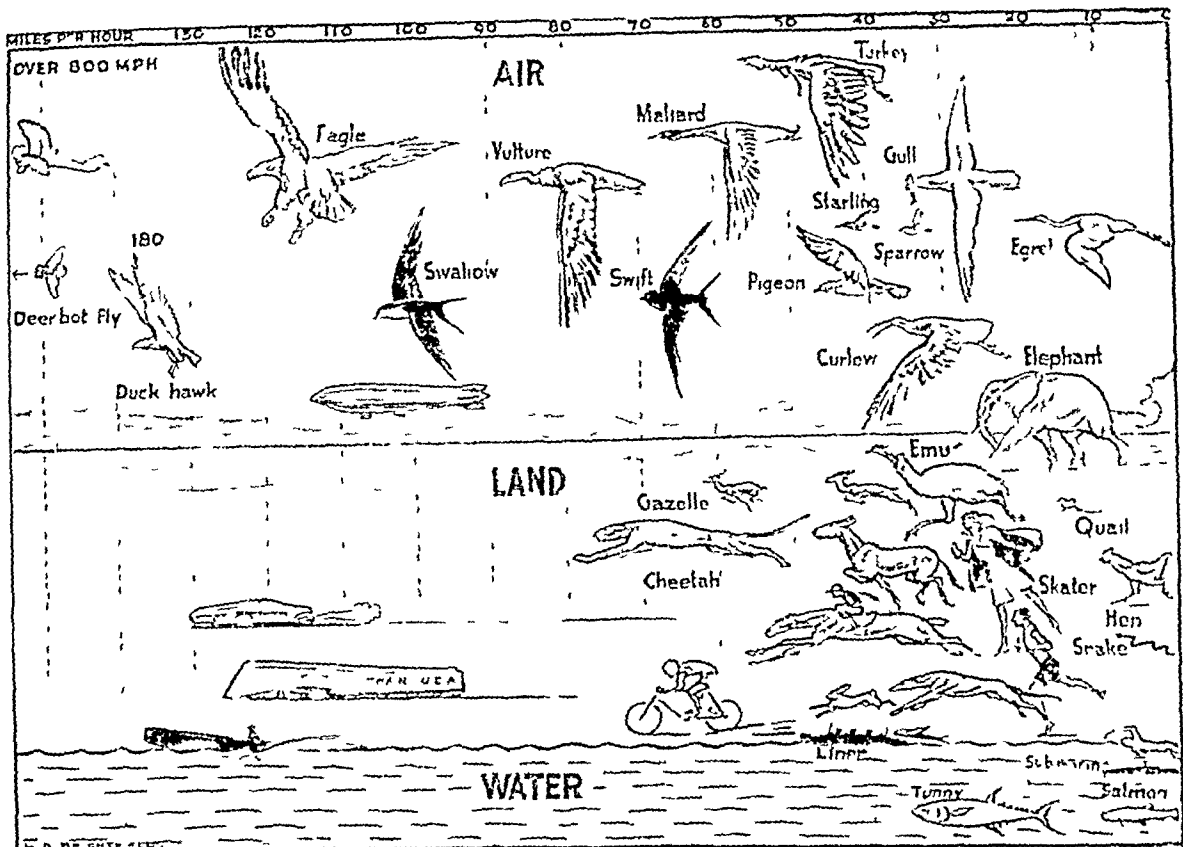 MILES P'R HOUR 130 120 110 100 90 80 70 60 50 40 30 20 10
OVER 800 MPH
AIR
Turkey
Mallard
Eagle
Vulture
Gull
Starling
Sparrow
Egret
180
Swallow
Swift
Pigeon
Deerbot fly
Curlew
Elephant
Duck hawk
Emu
LAND
Gazelle
Quail
Cheetah
Skater
Hen
Snake
Liner
Submarine
WATER
Tunny
Salmon